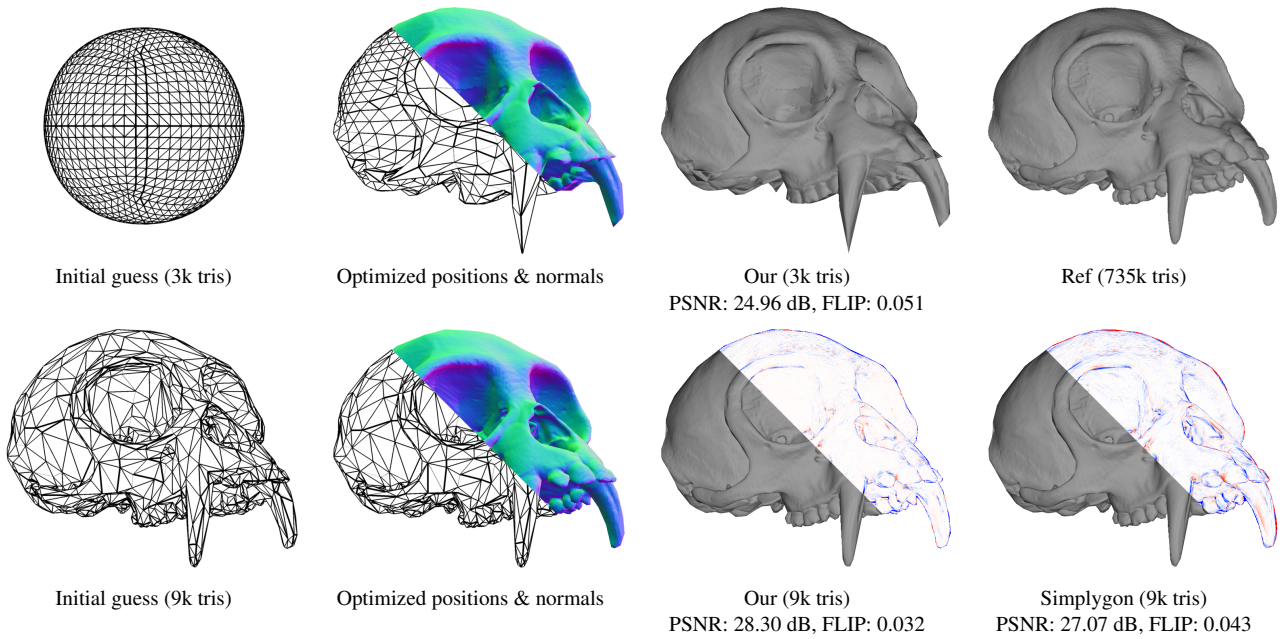 Initial guess (3k tris)
Optimized positions & normals
Our (3k tris)
PSNR: 24.96 dB, FLIP: 0.051
Ref (735k tris)
Initial guess (9k tris)
Optimized positions & normals
Our (9k tris)
PSNR: 28.30 dB, FLIP: 0.032
Simplygon (9k tris)
PSNR: 27.07 dB, FLIP: 0.043